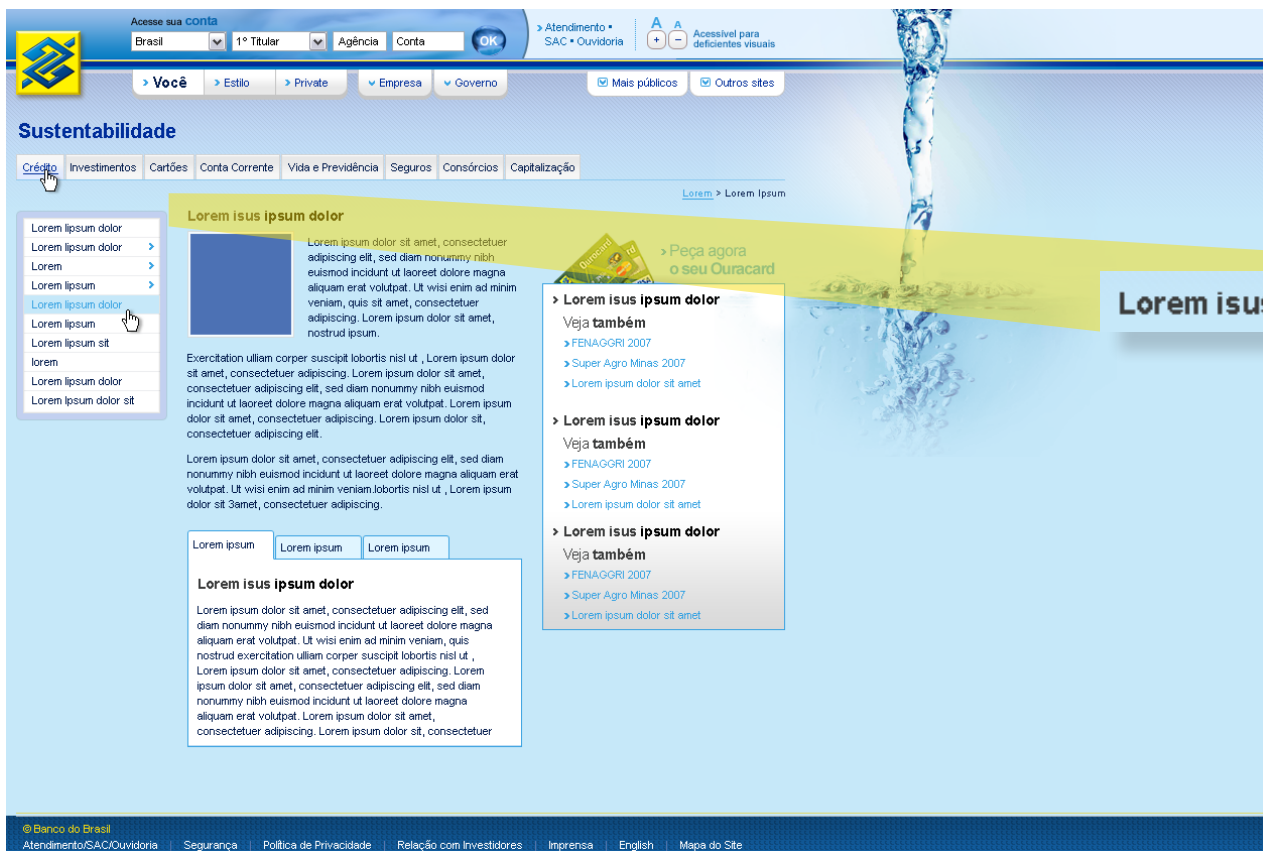 Acesse sua conta
Brasil 1º Titular Agência Conta OK
> Atendimento •
SAC • Ouvidoria
A A
+ −
Acessível para
deficientes visuais
> Você > Estilo > Private Empresa Governo Mais públicos Outros sites
Sustentabilidade
Crédito Investimentos Cartões Conta Corrente Vida e Previdência Seguros Consórcios Capitalização
Lorem > Lorem Ipsum
Lorem lipsum dolor
Lorem lipsum dolor >
Lorem >
Lorem lipsum >
Lorem lipsum dolor
Lorem lipsum
Lorem lipsum sit
lorem
Lorem lipsum dolor
Lorem Ipsum dolor sit
Lorem isus ipsum dolor
Lorem ipsum dolor sit amet, consectetuer
adipiscing elit, sed diam nonummy nibh
euismod incidunt ut laoreet dolore magna
aliquam erat volutpat. Ut wisi enim ad minim
veniam, quis sit amet, consectetuer
adipiscing. Lorem ipsum dolor sit amet,
nostrud ipsum.
Exercitation ulliam corper suscipit lobortis nisl ut , Lorem ipsum dolor
sit amet, consectetuer adipiscing. Lorem ipsum dolor sit amet,
consectetuer adipiscing elit, sed diam nonummy nibh euismod
incidunt ut laoreet dolore magna aliquam erat volutpat. Lorem ipsum
dolor sit amet, consectetuer adipiscing. Lorem ipsum dolor sit,
consectetuer adipiscing elit.
Lorem ipsum dolor sit amet, consectetuer adipiscing elit, sed diam
nonummy nibh euismod incidunt ut laoreet dolore magna aliquam erat
volutpat. Ut wisi enim ad minim veniam.lobortis nisl ut , Lorem ipsum
dolor sit 3amet, consectetuer adipiscing.
Lorem ipsum Lorem ipsum Lorem ipsum
Lorem isus ipsum dolor
Lorem ipsum dolor sit amet, consectetuer adipiscing elit, sed
diam nonummy nibh euismod incidunt ut laoreet dolore magna
aliquam erat volutpat. Ut wisi enim ad minim veniam, quis
nostrud exercitation ulliam corper suscipit lobortis nisl ut ,
Lorem ipsum dolor sit amet, consectetuer adipiscing. Lorem
ipsum dolor sit amet, consectetuer adipiscing elit, sed diam
nonummy nibh euismod incidunt ut laoreet dolore magna
aliquam erat volutpat. Lorem ipsum dolor sit amet,
consectetuer adipiscing. Lorem ipsum dolor sit, consectetuer
Ourocard
> Peça agora
o seu Ouracard
> Lorem isus ipsum dolor
Veja também
> FENAGGRI 2007
> Super Agro Minas 2007
> Lorem ipsum dolor sit amet
> Lorem isus ipsum dolor
Veja também
> FENAGGRI 2007
> Super Agro Minas 2007
> Lorem ipsum dolor sit amet
> Lorem isus ipsum dolor
Veja também
> FENAGGRI 2007
> Super Agro Minas 2007
> Lorem ipsum dolor sit amet
Lorem isus
© Banco do Brasil
Atendimento/SAC/Ouvidoria | Segurança | Política de Privacidade | Relação com Investidores | Imprensa | English | Mapa do Site